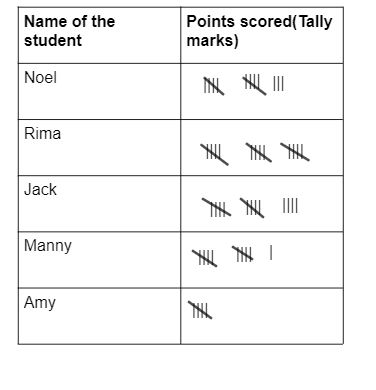 Name of the
student
Points scored(Tally
marks)
Noel
Rima
Jack
Manny
Amy